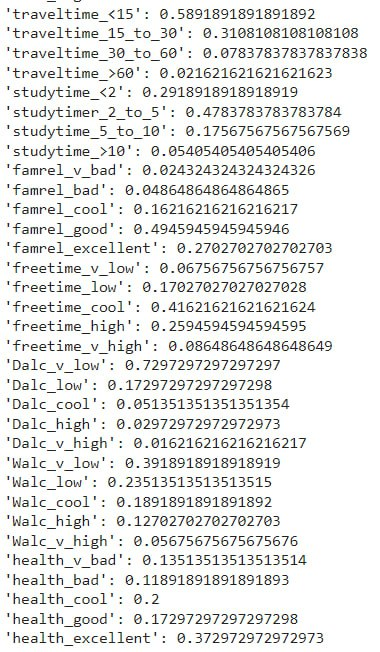 'traveltime_<15': 0.5891891891891892
'traveltime_15_to_30': 0.3108108108108108
'traveltime_30_to_60': 0.07837837837837838
'traveltime_>60': 0.021621621621621623
'studytime_<2': 0.2918918918918919
'studytimer_2_to_5': 0.4783783783783784
'studytime_5_to_10': 0.17567567567567569
'studytime_>10': 0.05405405405405406
'famrel_v_bad': 0.024324324324324326
'famrel_bad': 0.04864864864864865
'famrel_cool': 0.16216216216216217
'famrel_good': 0.4945945945945946
'famrel_excellent': 0.2702702702702703
'freetime_v_low': 0.06756756756756757
'freetime_low': 0.17027027027027028
'freetime_cool': 0.41621621621621624
'freetime_high': 0.2594594594594595
'freetime_v_high': 0.08648648648648649
'Dalc_v_low': 0.7297297297297297
'Dalc_low': 0.17297297297297298
'Dalc_cool': 0.051351351351351354
'Dalc_high': 0.02972972972972973
'Dalc_v_high': 0.016216216216216217
'Walc_v_low': 0.3918918918918919
'Walc_low': 0.23513513513513515
'Walc_cool': 0.1891891891891892
'Walc_high': 0.12702702702702703
'Walc_v_high': 0.05675675675675676
'health_v_bad': 0.13513513513513514
'health_bad': 0.11891891891891893
'health_cool': 0.2
'health_good': 0.17297297297297298
'health_excellent': 0.372972972972973